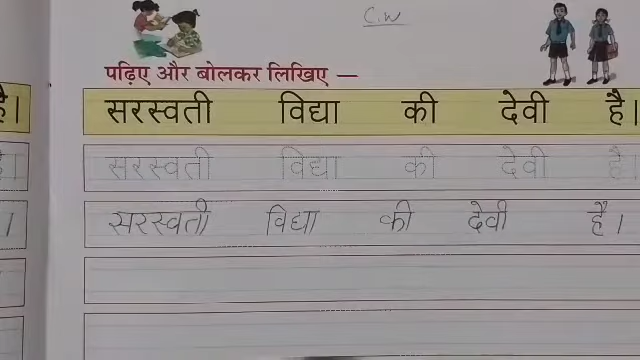 C.W
पढ़िए और बोलकर लिखिए —
है। सरस्वती विद्या की देवी है।
सरस्वती विद्या की देवी है।
। सरस्वती विद्या की देवी है।